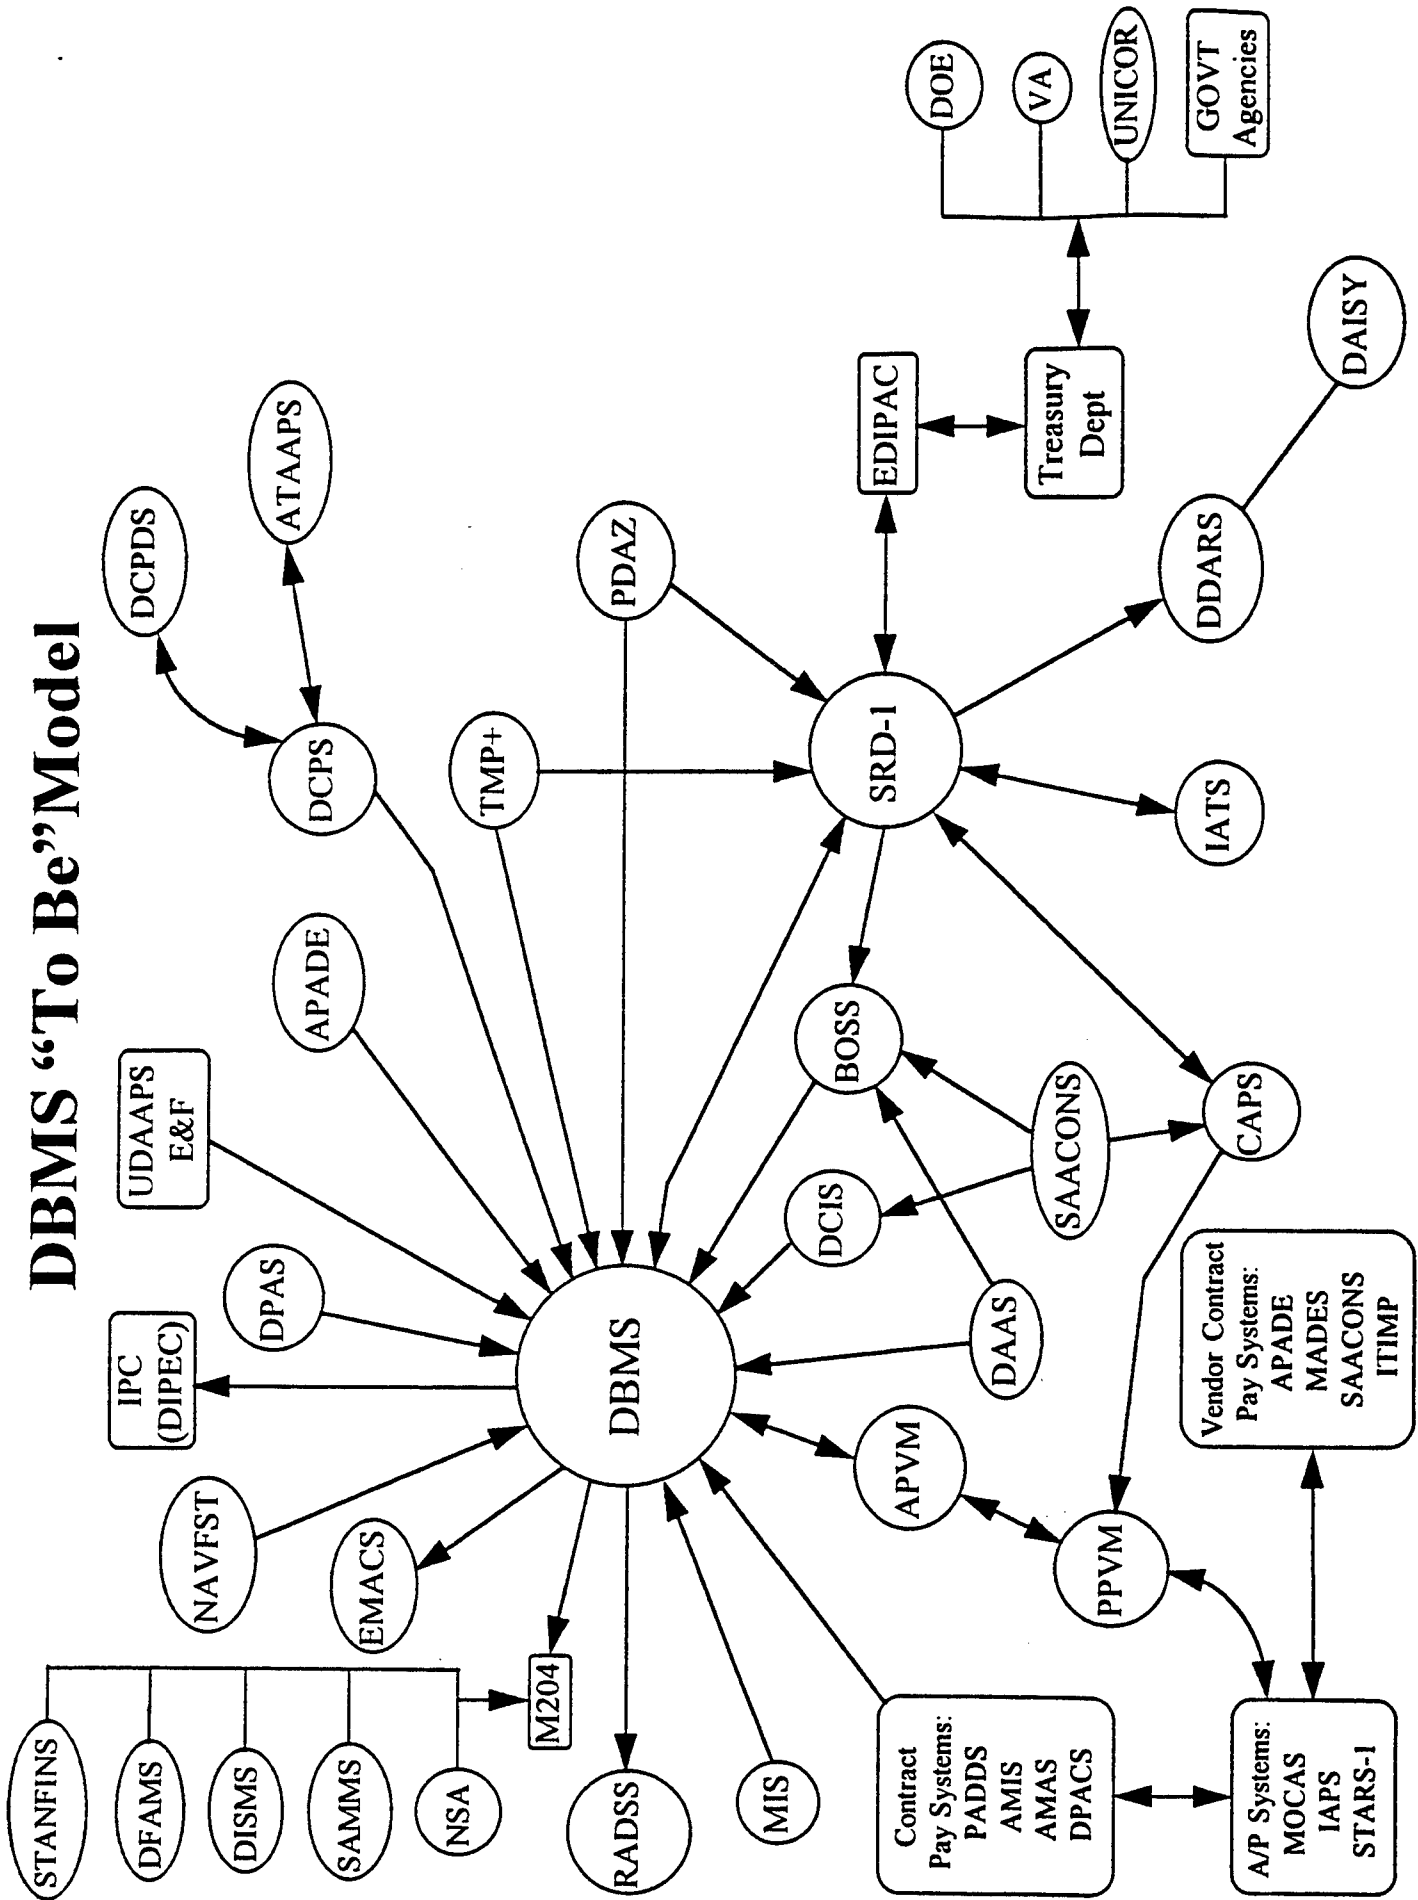 DBMS “To Be”Model
STANFINS
DFAMS
DISMS
SAMMS
NSA
M204
RADSS
MIS
NAVFST
EMACS
IPC
(DIPEC)
DPAS
UDAAPS
E&F
APADE
DCPS
DCPDS
ATAAPS
TMP+
PDAZ
DBMS
DCIS
BOSS
DAAS
SAACONS
APVM
PPVM
CAPS
SRD-1
IATS
DDARS
DAISY
EDIPAC
Treasury
Dept
DOE
VA
UNICOR
GOVT
Agencies
Contract
Pay Systems:
PADDS
AMIS
AMAS
DPACS
A/P Systems:
MOCAS
IAPS
STARS-1
Vendor Contract
Pay Systems:
APADE
MADES
SAACONS
ITIMP